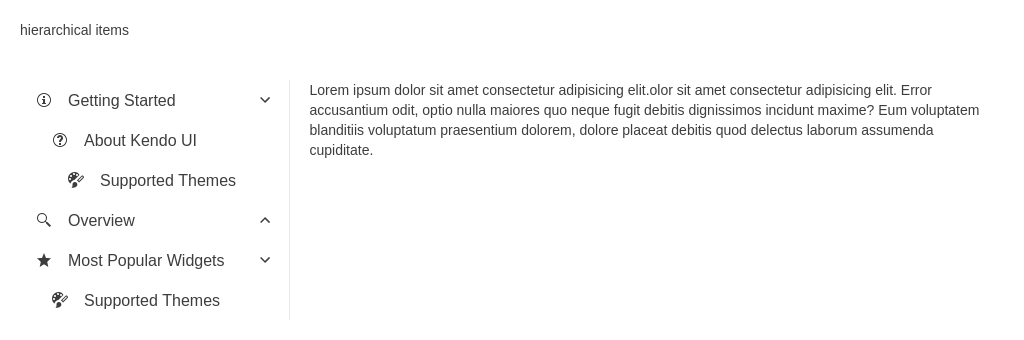 hierarchical items
Getting Started
About Kendo UI
Supported Themes
Overview
Most Popular Widgets
Supported Themes
Lorem ipsum dolor sit amet consectetur adipisicing elit.olor sit amet consectetur adipisicing elit. Error
accusantium odit, optio nulla maiores quo neque fugit debitis dignissimos incidunt maxime? Eum voluptatem
blanditiis voluptatum praesentium dolorem, dolore placeat debitis quod delectus laborum assumenda
cupiditate.